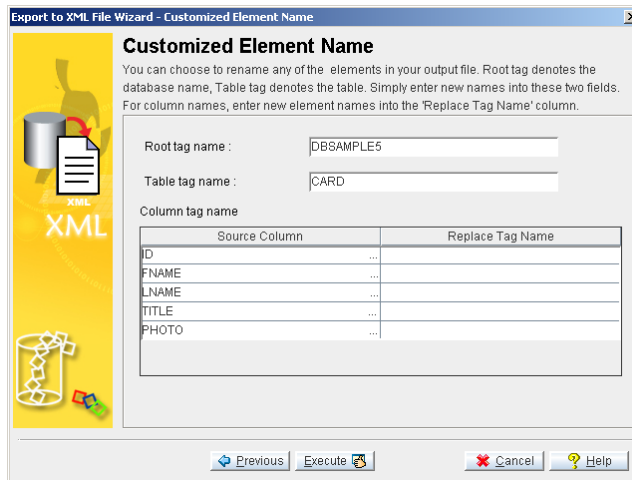 Export to XML File Wizard - Customized Element Name
Customized Element Name
You can choose to rename any of the elements in your output file. Root tag denotes the
database name, Table tag denotes the table. Simply enter new names into these two fields.
For column names, enter new element names into the 'Replace Tag Name' column.
Root tag name : DBSAMPLE5
Table tag name : CARD
Column tag name
Source Column Replace Tag Name
ID ...
FNAME ...
LNAME ...
TITLE ...
PHOTO ...
XML
XML
Previous Execute Cancel Help